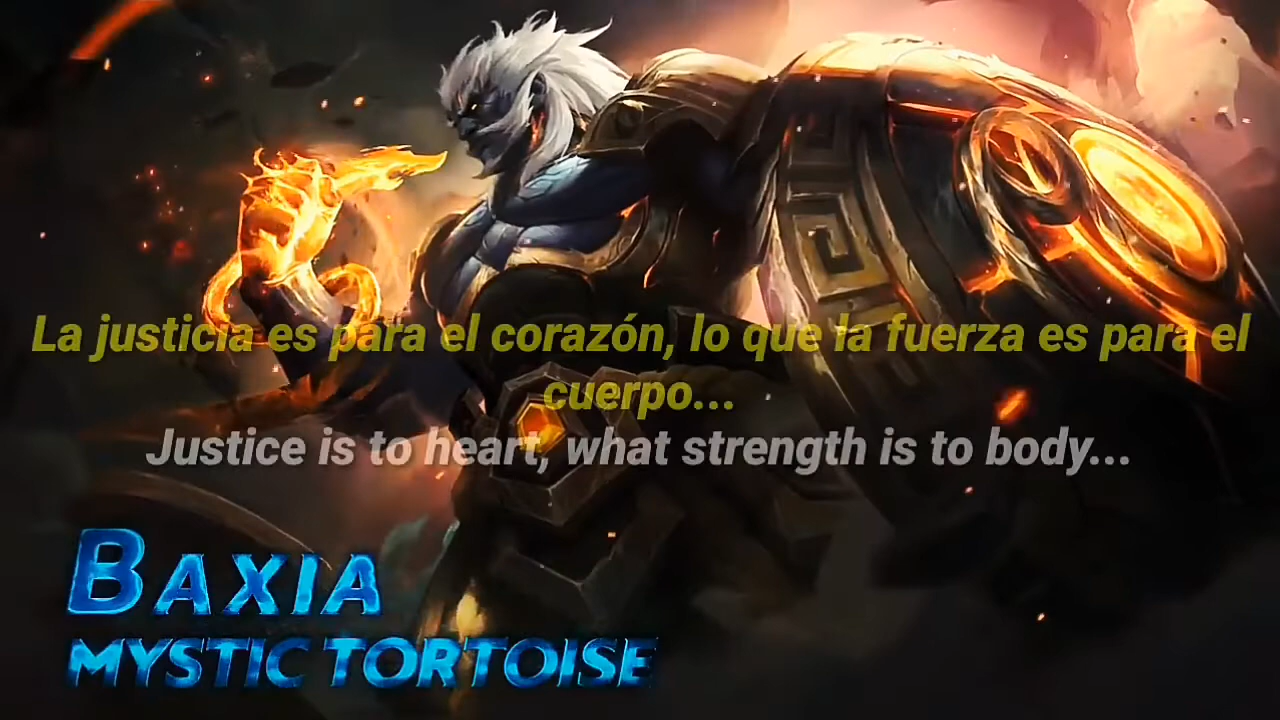 La justicia es para el corazón, lo que la fuerza es para el
cuerpo...
Justice is to heart, what strength is to body...
BAXIA
MYSTIC TORTOISE